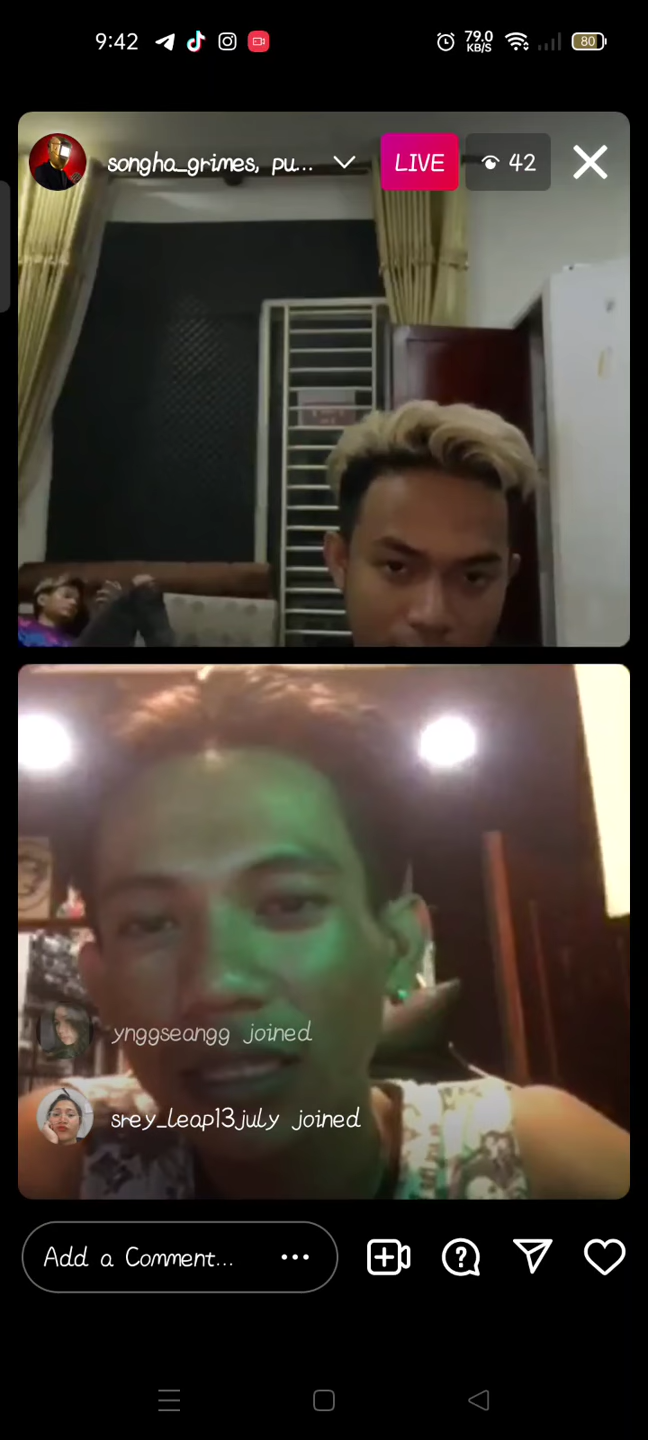 9:42
79.0
KB/S
80
songha_grimes, pu...
LIVE
42
ynggseangg joined
srey_leap13july joined
Add a Comment...